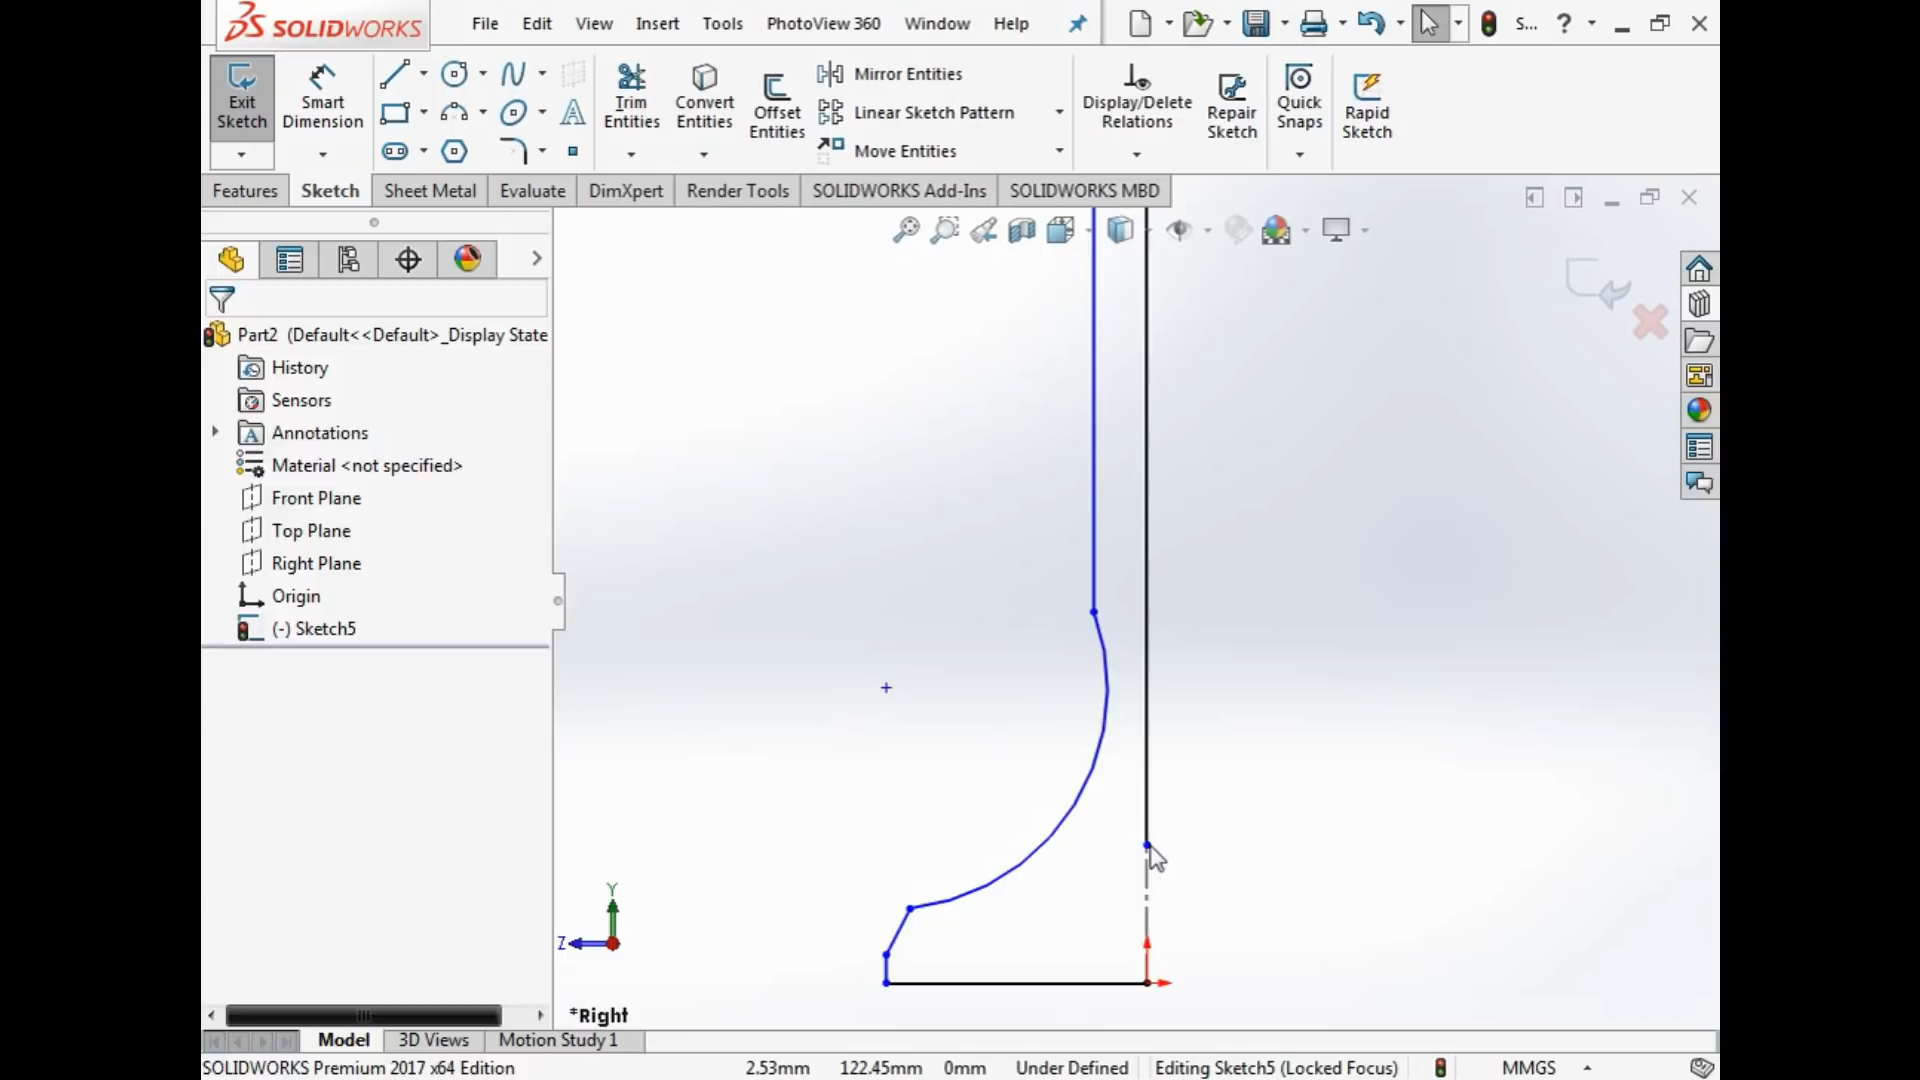 SOLIDWORKS File Edit View Insert Tools PhotoView 360 Window Help S... ?
Exit Sketch
Smart Dimension
Trim Entities
Convert Entities
Offset Entities
Mirror Entities
Linear Sketch Pattern
Move Entities
Display/Delete Relations
Repair Sketch
Quick Snaps
Rapid Sketch
Features Sketch Sheet Metal Evaluate DimXpert Render Tools SOLIDWORKS Add-Ins SOLIDWORKS MBD
Part2 (Default<<Default>_Display State
History
Sensors
Annotations
Material <not specified>
Front Plane
Top Plane
Right Plane
Origin
(-) Sketch5
Y
Z
*Right
Model 3D Views Motion Study 1
SOLIDWORKS Premium 2017 x64 Edition 2.53mm 122.45mm 0mm Under Defined Editing Sketch5 (Locked Focus) MMGS